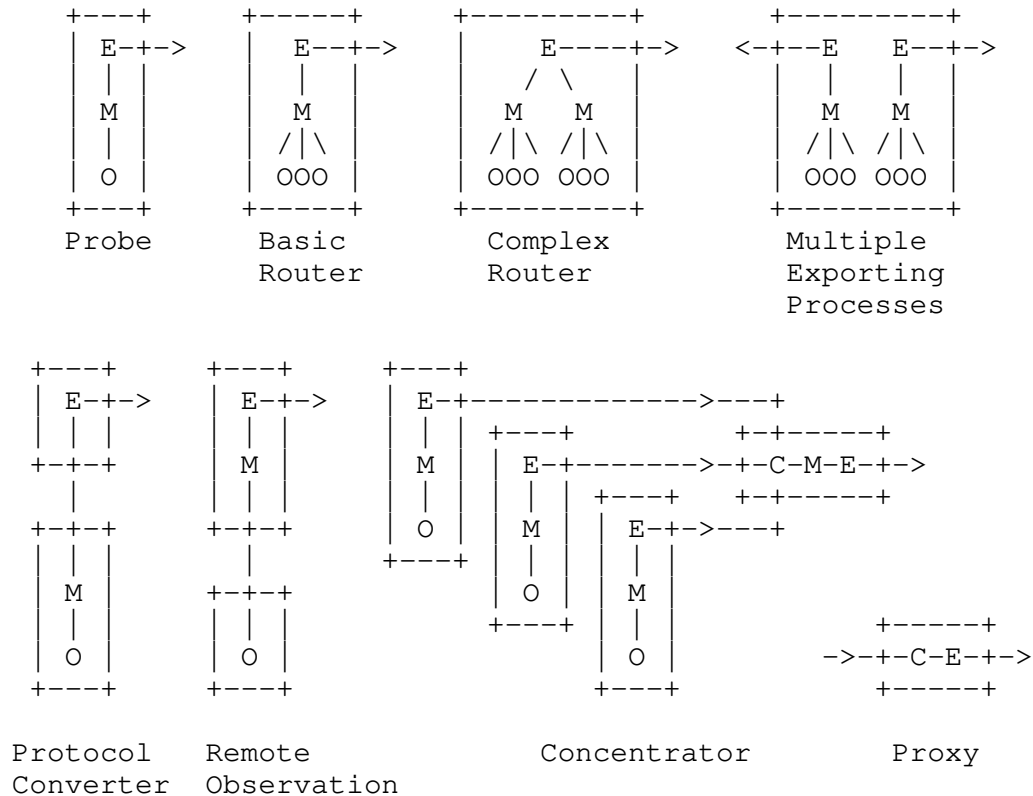 +---+     +-----+     +---------+       +---------+
| E-+->   |  E--+->   |    E----+->   <-+--E   E--+->
| | |     |  |  |     |   / \   |       |  |   |  |
| M |     |  M  |     |  M   M  |       |  M   M  |
| | |     | /|\ |     | /|\ /|\ |       | /|\ /|\ |
| O |     | OOO |     | OOO OOO |       | OOO OOO |
+---+     +-----+     +---------+       +---------+
Probe      Basic        Complex          Multiple
           Router       Router           Exporting
                                         Processes
+---+     +---+     +---+
| E-+->   | E-+->   | E-+------------->---+
| | |     | | |     | | | +---+         +-+-----+
+-+-+     | M |     | M | | E-+------->-+-C-M-E-+->
  |       | | |     | | | | | | +---+   +-+-----+
+-+-+     +-+-+     | O | | M | | E-+->---+
| | |       |       +---+ | | | | | |
| M |     +-+-+           | O | | M |
| | |     | | |           +---+ | | |           +-----+
| O |     | O |                 | O |        ->-+-C-E-+->
+---+     +---+                 +---+           +-----+
Protocol   Remote             Concentrator       Proxy
Converter  Observation